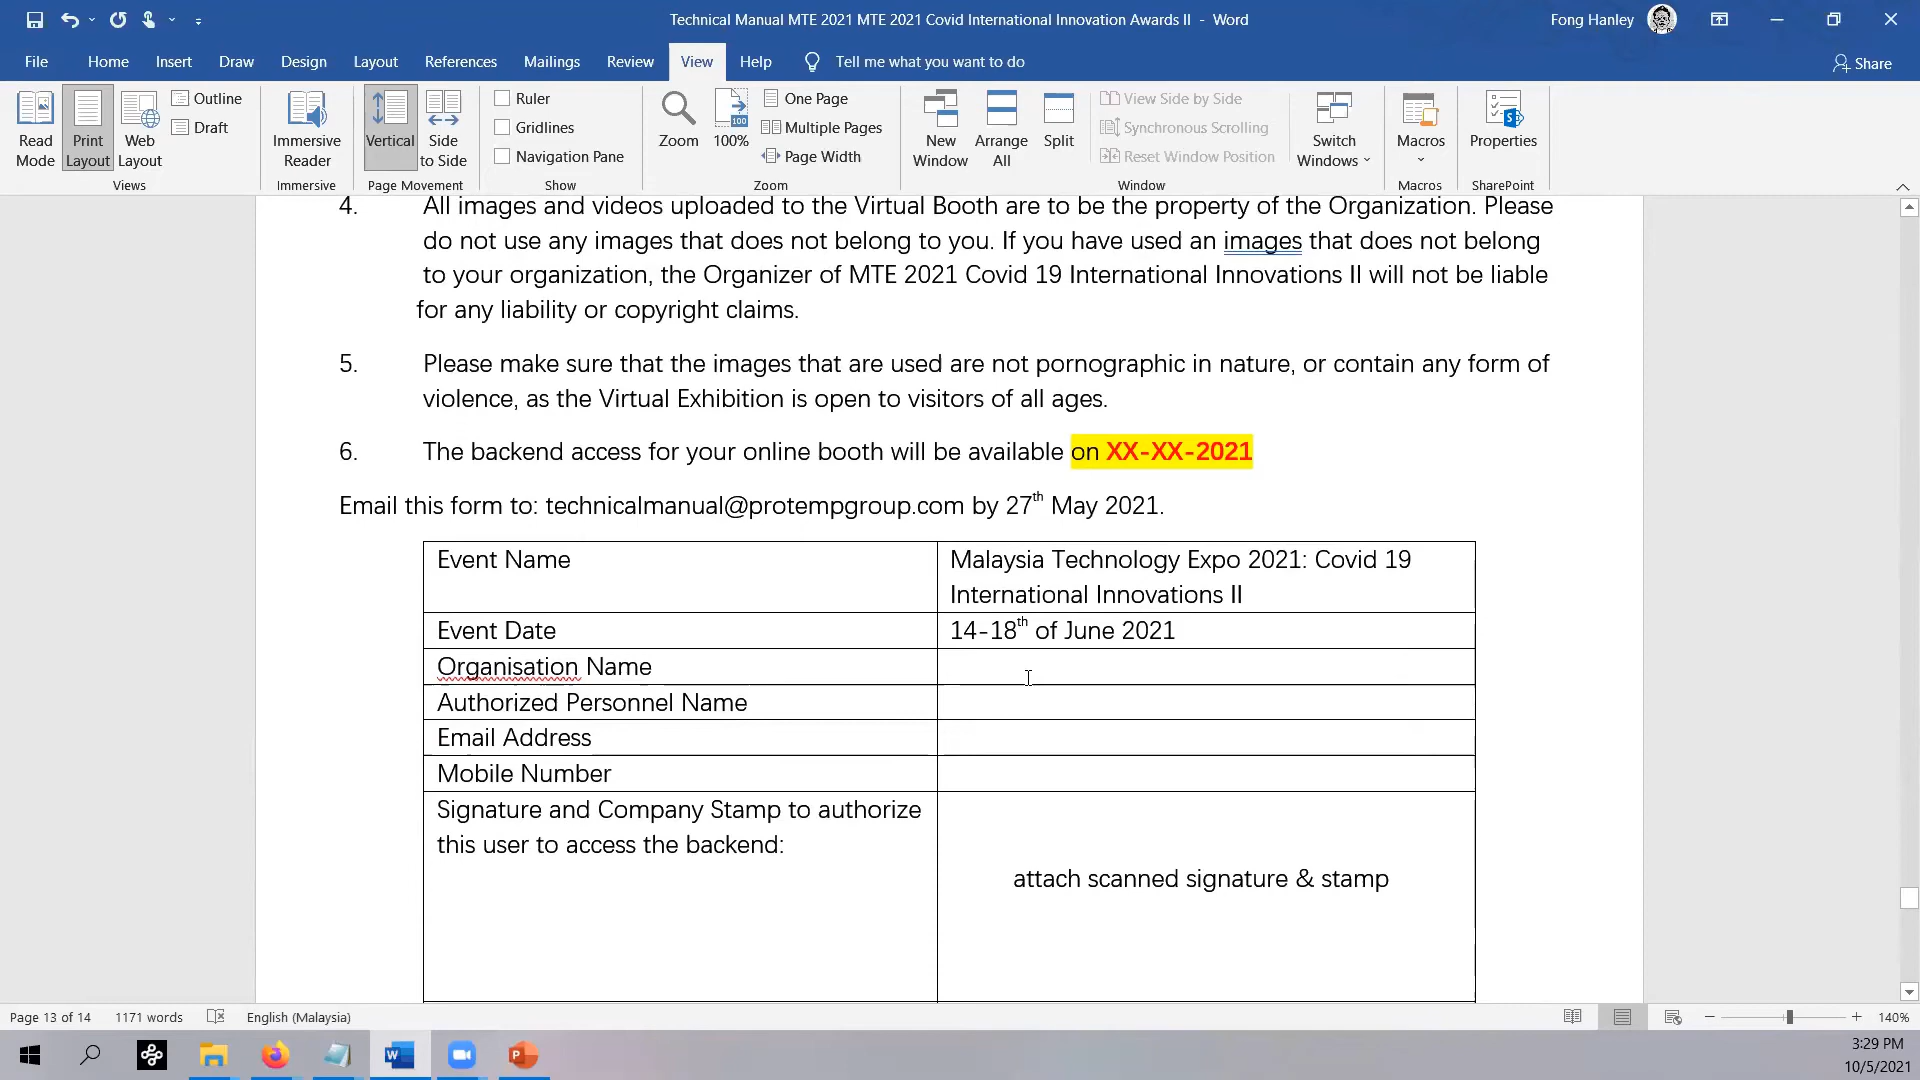 Technical Manual MTE 2021 MTE 2021 Covid International Innovation Awards II - Word
Fong Hanley
File Home Insert Draw Design Layout References Mailings Review View Help Tell me what you want to do
Share
Read Mode
Print Layout
Web Layout
Outline
Draft
Views
Immersive Reader
Immersive
Vertical
Side to Side
Page Movement
Ruler
Gridlines
Navigation Pane
Show
Zoom
100
100%
One Page
Multiple Pages
Page Width
Zoom
New Window
Arrange All
Split
View Side by Side
Synchronous Scrolling
Reset Window Position
Window
Switch Windows
Macros
Macros
Properties
SharePoint
4. All images and videos uploaded to the Virtual Booth are to be the property of the Organization. Please
do not use any images that does not belong to you. If you have used an images that does not belong
to your organization, the Organizer of MTE 2021 Covid 19 International Innovations II will not be liable
for any liability or copyright claims.
5. Please make sure that the images that are used are not pornographic in nature, or contain any form of
violence, as the Virtual Exhibition is open to visitors of all ages.
6. The backend access for your online booth will be available on XX-XX-2021
Email this form to: technicalmanual@protempgroup.com by 27th May 2021.
Event Name
Malaysia Technology Expo 2021: Covid 19
International Innovations II
Event Date
14-18th of June 2021
Organisation Name
Authorized Personnel Name
Email Address
Mobile Number
Signature and Company Stamp to authorize
this user to access the backend:
attach scanned signature & stamp
Page 13 of 14 1171 words English (Malaysia)
140%
3:29 PM
10/5/2021